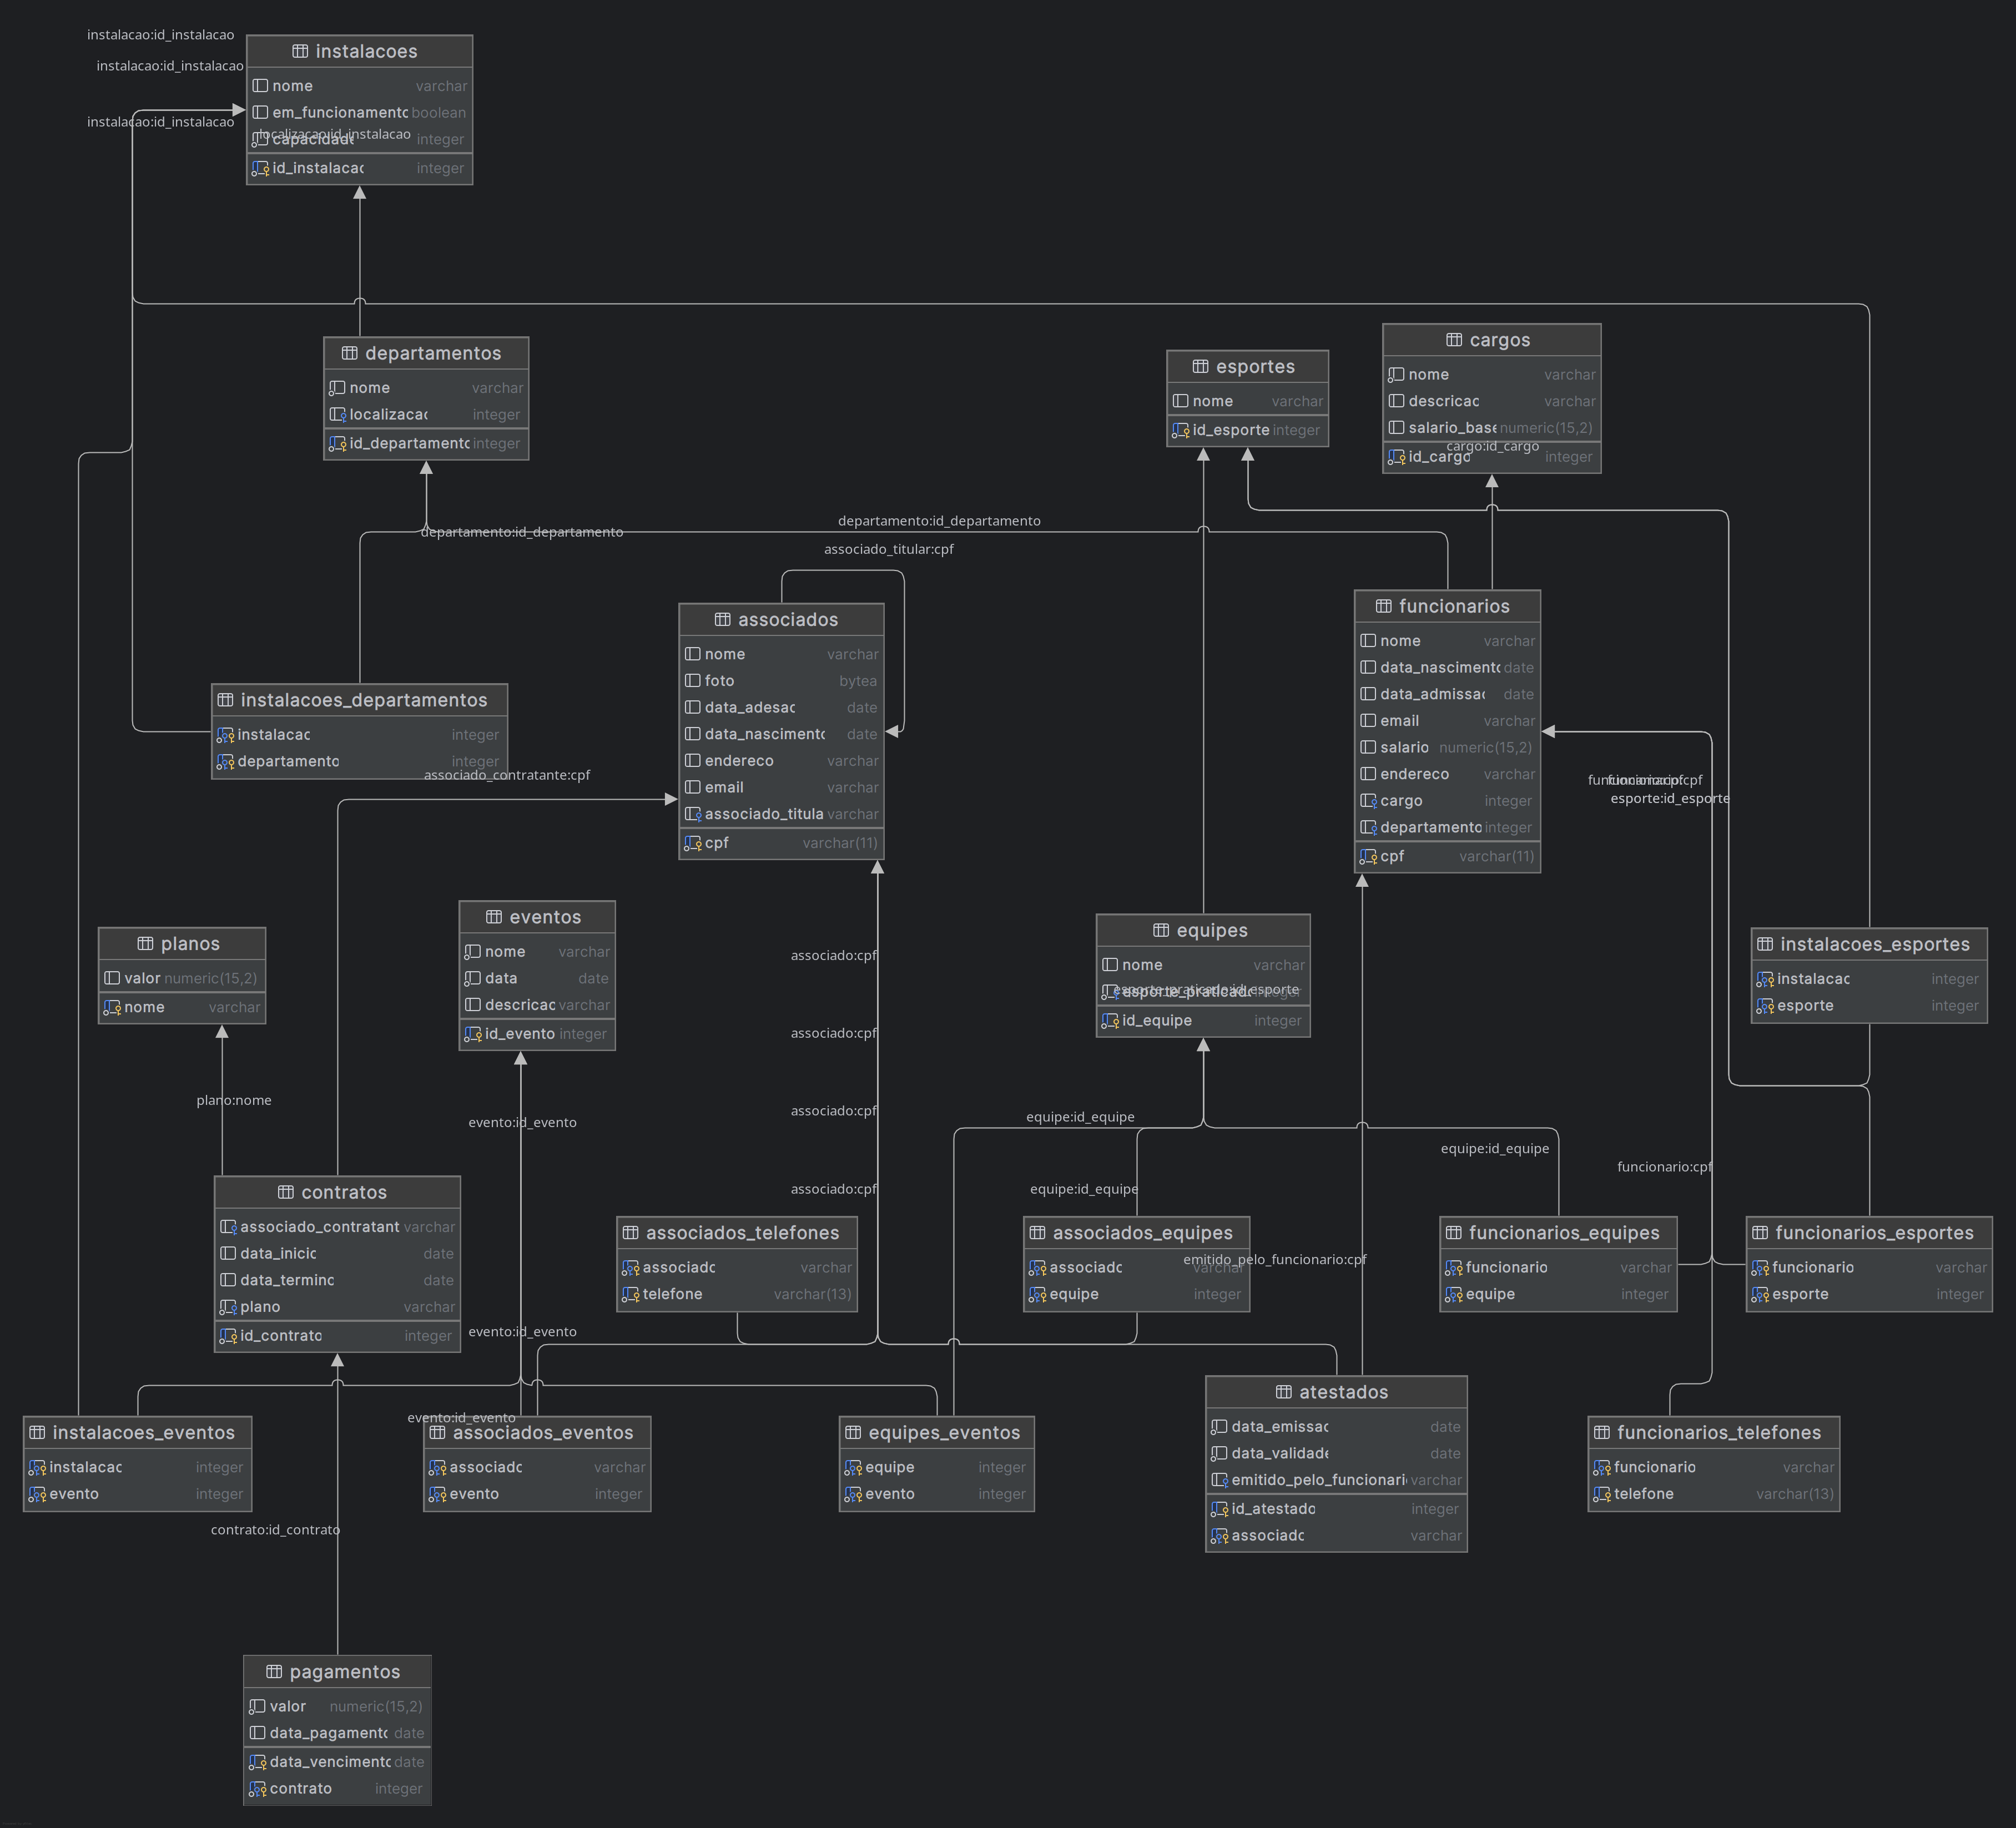 instalacao:id_instalacao
instalacao:id_instalacao
instalacao:id_instalacao
instalacoes
nome varchar
em_funcionamento boolean
localizacao:id_instalacao
capacidade integer
id_instalacao integer
departamentos
nome varchar
localizacao integer
id_departamento integer
esportes
nome varchar
id_esporte integer
cargos
nome varchar
descricao varchar
salario_base numeric(15,2)
cargo:id_cargo
id_cargo integer
departamento:id_departamento
departamento:id_departamento
associado_titular:cpf
associados
nome varchar
foto bytea
data_adesao date
data_nascimento date
endereco varchar
email varchar
associado_titula varchar
cpf varchar(11)
funcionarios
nome varchar
data_nascimento date
data_admissao date
email varchar
salario numeric(15,2)
endereco varchar
cargo integer
departamento integer
cpf varchar(11)
instalacoes_departamentos
instalacao integer
departamento integer
associado_contratante:cpf
esporte:id_esporte
planos
valor numeric(15,2)
nome varchar
eventos
nome varchar
data date
descricao varchar
id_evento integer
associado:cpf
associado:cpf
associado:cpf
associado:cpf
equipes
nome varchar
esporte_praticado:id_esporte
esporte_praticado integer
id_equipe integer
instalacoes_esportes
instalacao integer
esporte integer
plano:nome
evento:id_evento
equipe:id_equipe
equipe:id_equipe
equipe:id_equipe
funcionario:cpf
contratos
associado_contratant varchar
data_inicio date
data_termino date
plano varchar
id_contrato integer
associados_telefones
associado varchar
telefone varchar(13)
associados_equipes
associado varchar
equipe integer
emitido_pelo_funcionario:cpf
funcionarios_equipes
funcionario varchar
equipe integer
funcionarios_esportes
funcionario varchar
esporte integer
evento:id_evento
evento:id_evento
instalacoes_eventos
instalacao integer
evento integer
associados_eventos
associado varchar
evento integer
equipes_eventos
equipe integer
evento integer
atestados
data_emissao date
data_validade date
emitido_pelo_funcionari varchar
id_atestado integer
associado varchar
funcionarios_telefones
funcionario varchar
telefone varchar(13)
contrato:id_contrato
pagamentos
valor numeric(15,2)
data_pagamento date
data_vencimento date
contrato integer